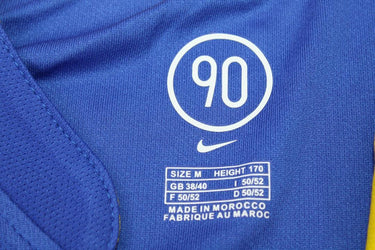 90
SIZE M HEIGHT 170
GB 38/40 I 50/52
F 50/52 D 50/52
MADE IN MOROCCO
FABRIQUE AU MAROC